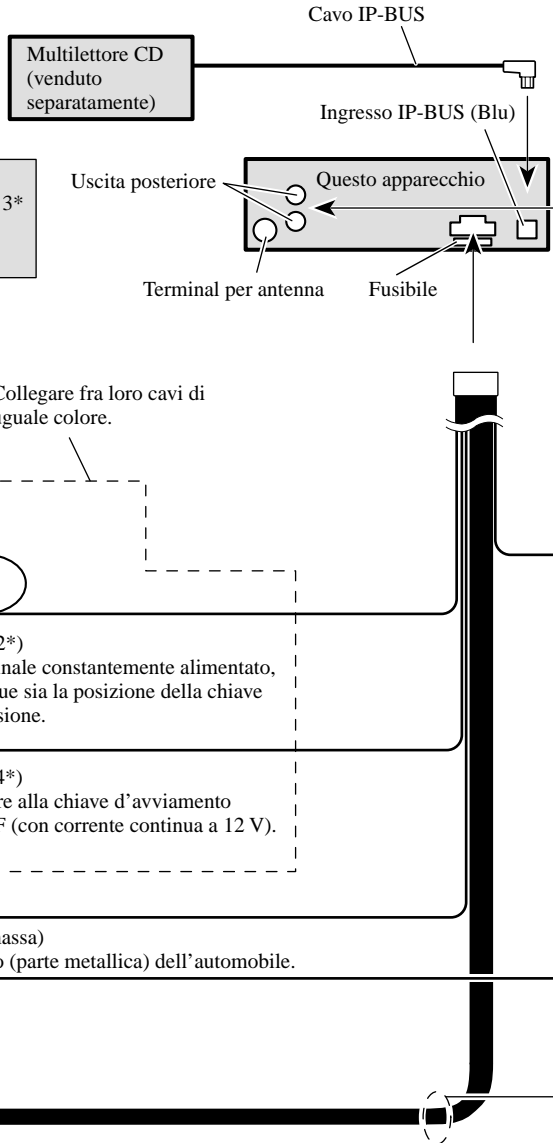 Cavo IP-BUS
Multilettore CD
(venduto
separatamente)
Ingresso IP-BUS (Blu)
3*
Uscita posteriore
Questo apparecchio
Terminal per antenna
Fusibile
Collegare fra loro cavi di
uguale colore.
2*)
nale constantemente alimentato,
ue sia la posizione della chiave
sione.
4*)
re alla chiave d'avviamento
F (con corrente continua a 12 V).
nassa)
o (parte metallica) dell'automobile.